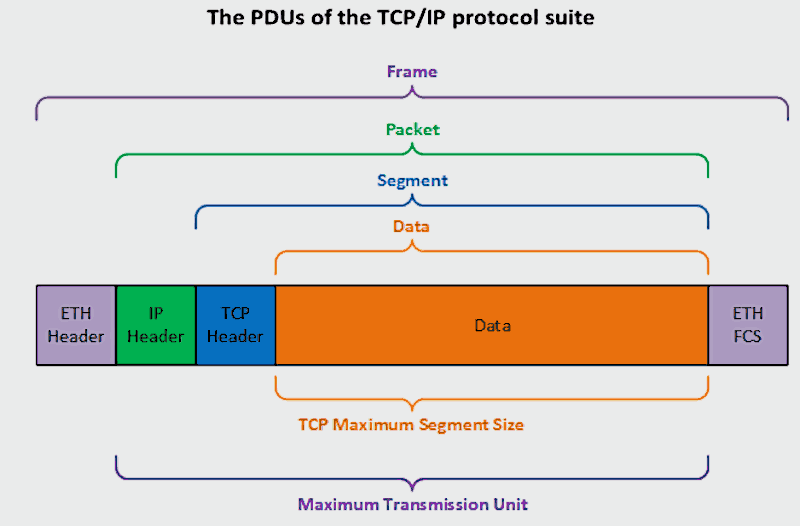 The PDUs of the TCP/IP protocol suite
Frame
Packet
Segment
Data
ETH
Header
IP
Header
TCP
Header
Data
ETH
FCS
TCP Maximum Segment Size
Maximum Transmission Unit